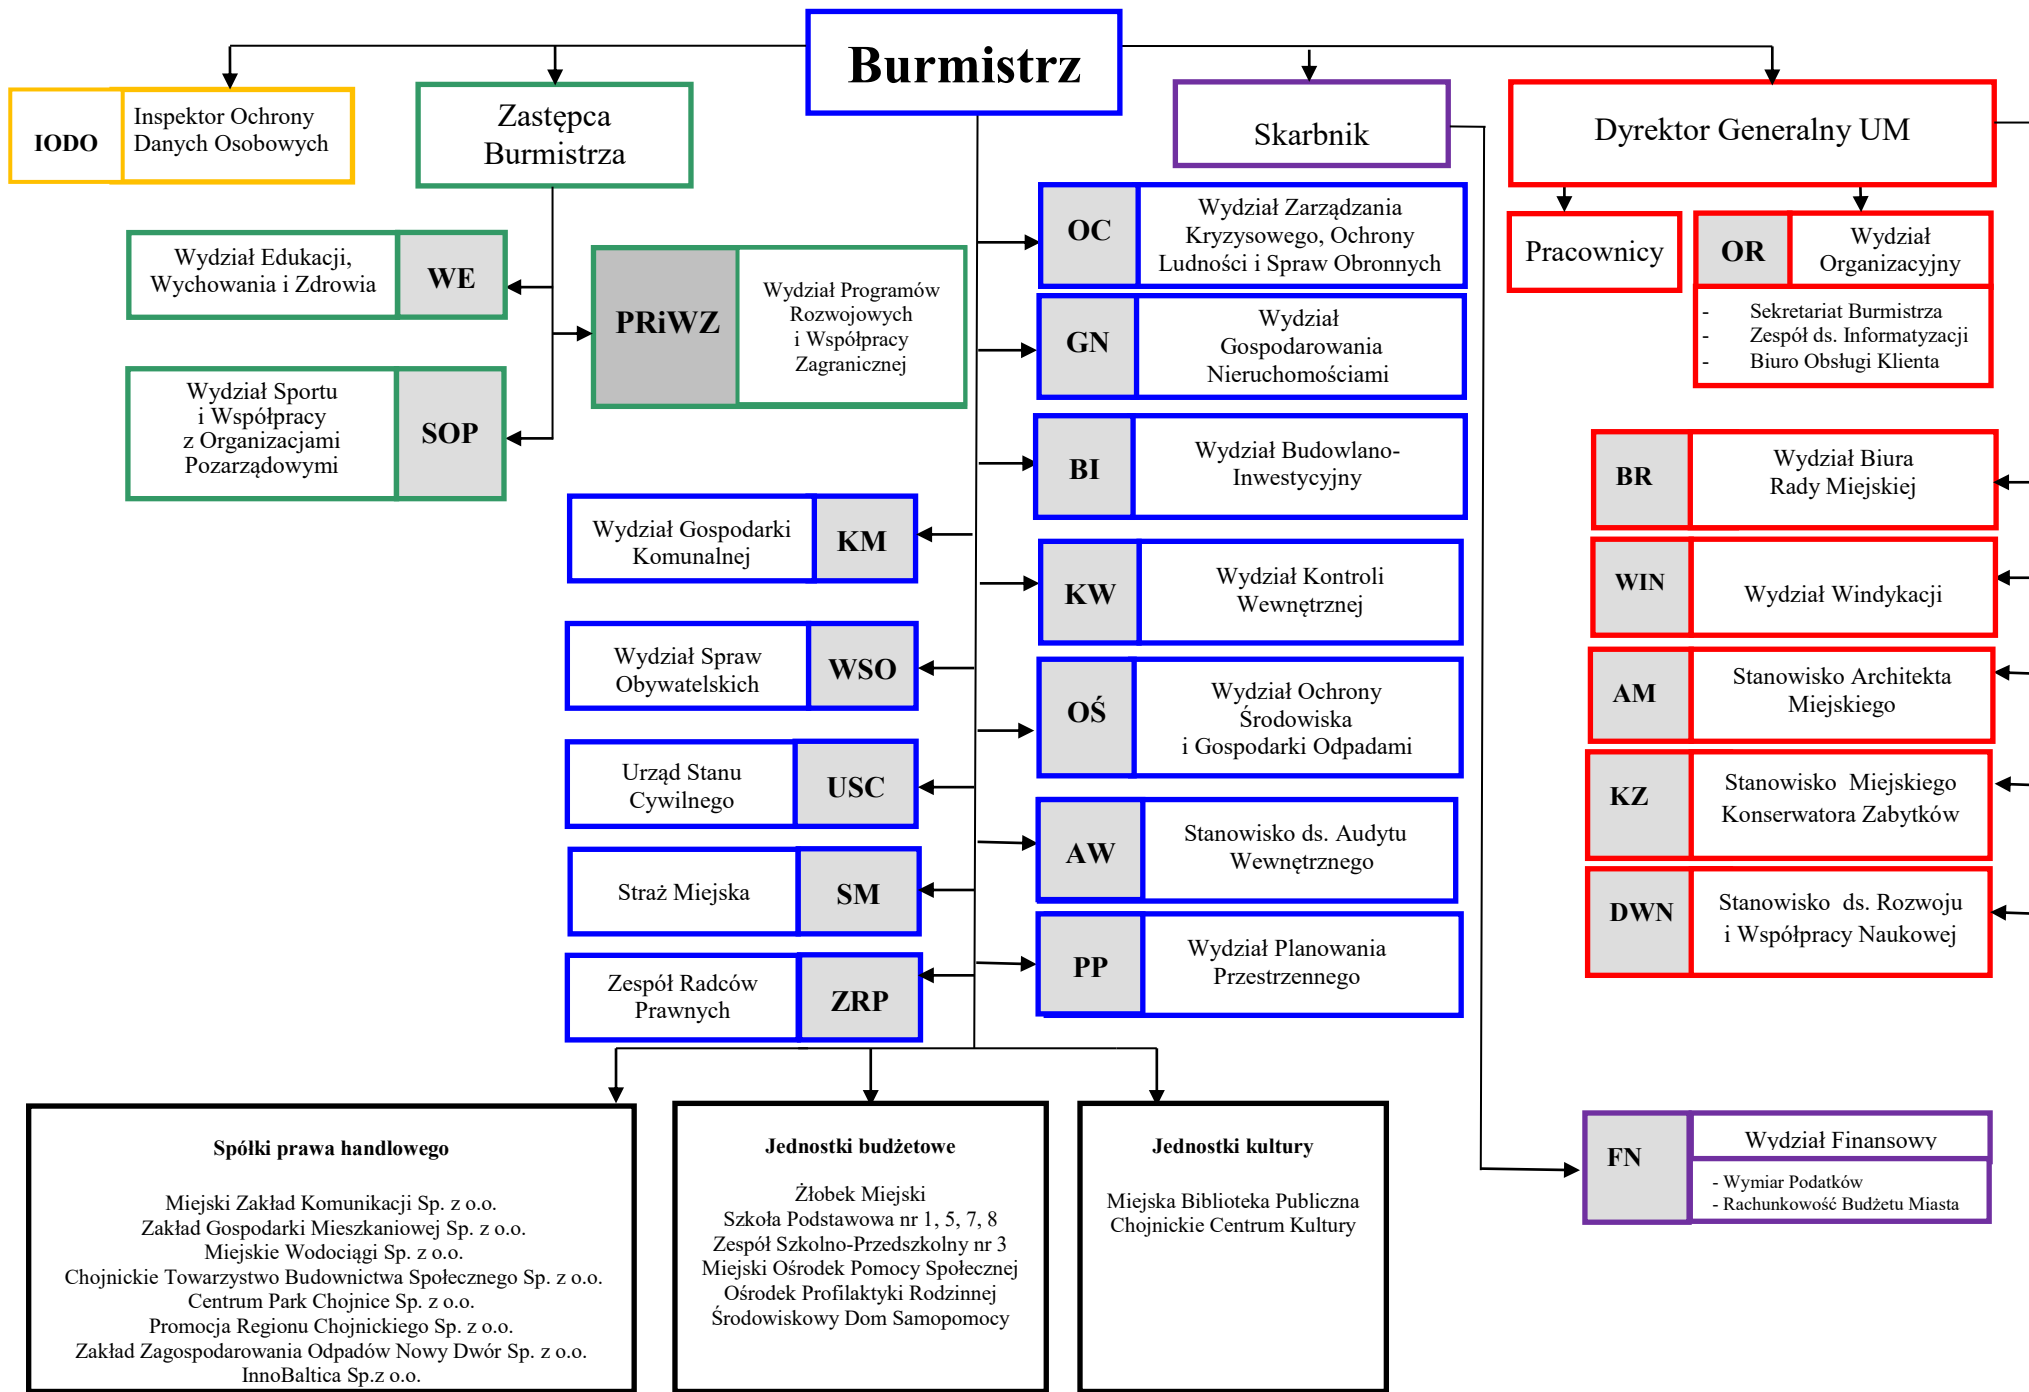 Burmistrz
IODO
Inspektor Ochrony
Danych Osobowych
Zastępca
Burmistrza
Skarbnik
Dyrektor Generalny UM
Wydział Edukacji,
Wychowania i Zdrowia
WE
PRiWZ
Wydział Programów
Rozwojowych
i Współpracy
Zagranicznej
Wydział Sportu
i Współpracy
z Organizacjami
Pozarządowymi
SOP
OC
Wydział Zarządzania
Kryzysowego, Ochrony
Ludności i Spraw Obronnych
GN
Wydział
Gospodarowania
Nieruchomościami
BI
Wydział Budowlano-
Inwestycyjny
KW
Wydział Kontroli
Wewnętrznej
OŚ
Wydział Ochrony
Środowiska
i Gospodarki Odpadami
AW
Stanowisko ds. Audytu
Wewnętrznego
PP
Wydział Planowania
Przestrzennego
Wydział Gospodarki
Komunalnej
KM
Wydział Spraw
Obywatelskich
WSO
Urząd Stanu
Cywilnego
USC
Straż Miejska
SM
Zespół Radców
Prawnych
ZRP
Pracownicy
OR
Wydział
Organizacyjny
- Sekretariat Burmistrza
- Zespół ds. Informatyzacji
- Biuro Obsługi Klienta
BR
Wydział Biura
Rady Miejskiej
WIN
Wydział Windykacji
AM
Stanowisko Architekta
Miejskiego
KZ
Stanowisko Miejskiego
Konserwatora Zabytków
DWN
Stanowisko ds. Rozwoju
i Współpracy Naukowej
FN
Wydział Finansowy
- Wymiar Podatków
- Rachunkowość Budżetu Miasta
Spółki prawa handlowego
Miejski Zakład Komunikacji Sp. z o.o.
Zakład Gospodarki Mieszkaniowej Sp. z o.o.
Miejskie Wodociągi Sp. z o.o.
Chojnickie Towarzystwo Budownictwa Społecznego Sp. z o.o.
Centrum Park Chojnice Sp. z o.o.
Promocja Regionu Chojnickiego Sp. z o.o.
Zakład Zagospodarowania Odpadów Nowy Dwór Sp. z o.o.
InnoBaltica Sp.z o.o.
Jednostki budżetowe
Żłobek Miejski
Szkoła Podstawowa nr 1, 5, 7, 8
Zespół Szkolno-Przedszkolny nr 3
Miejski Ośrodek Pomocy Społecznej
Ośrodek Profilaktyki Rodzinnej
Środowiskowy Dom Samopomocy
Jednostki kultury
Miejska Biblioteka Publiczna
Chojnickie Centrum Kultury